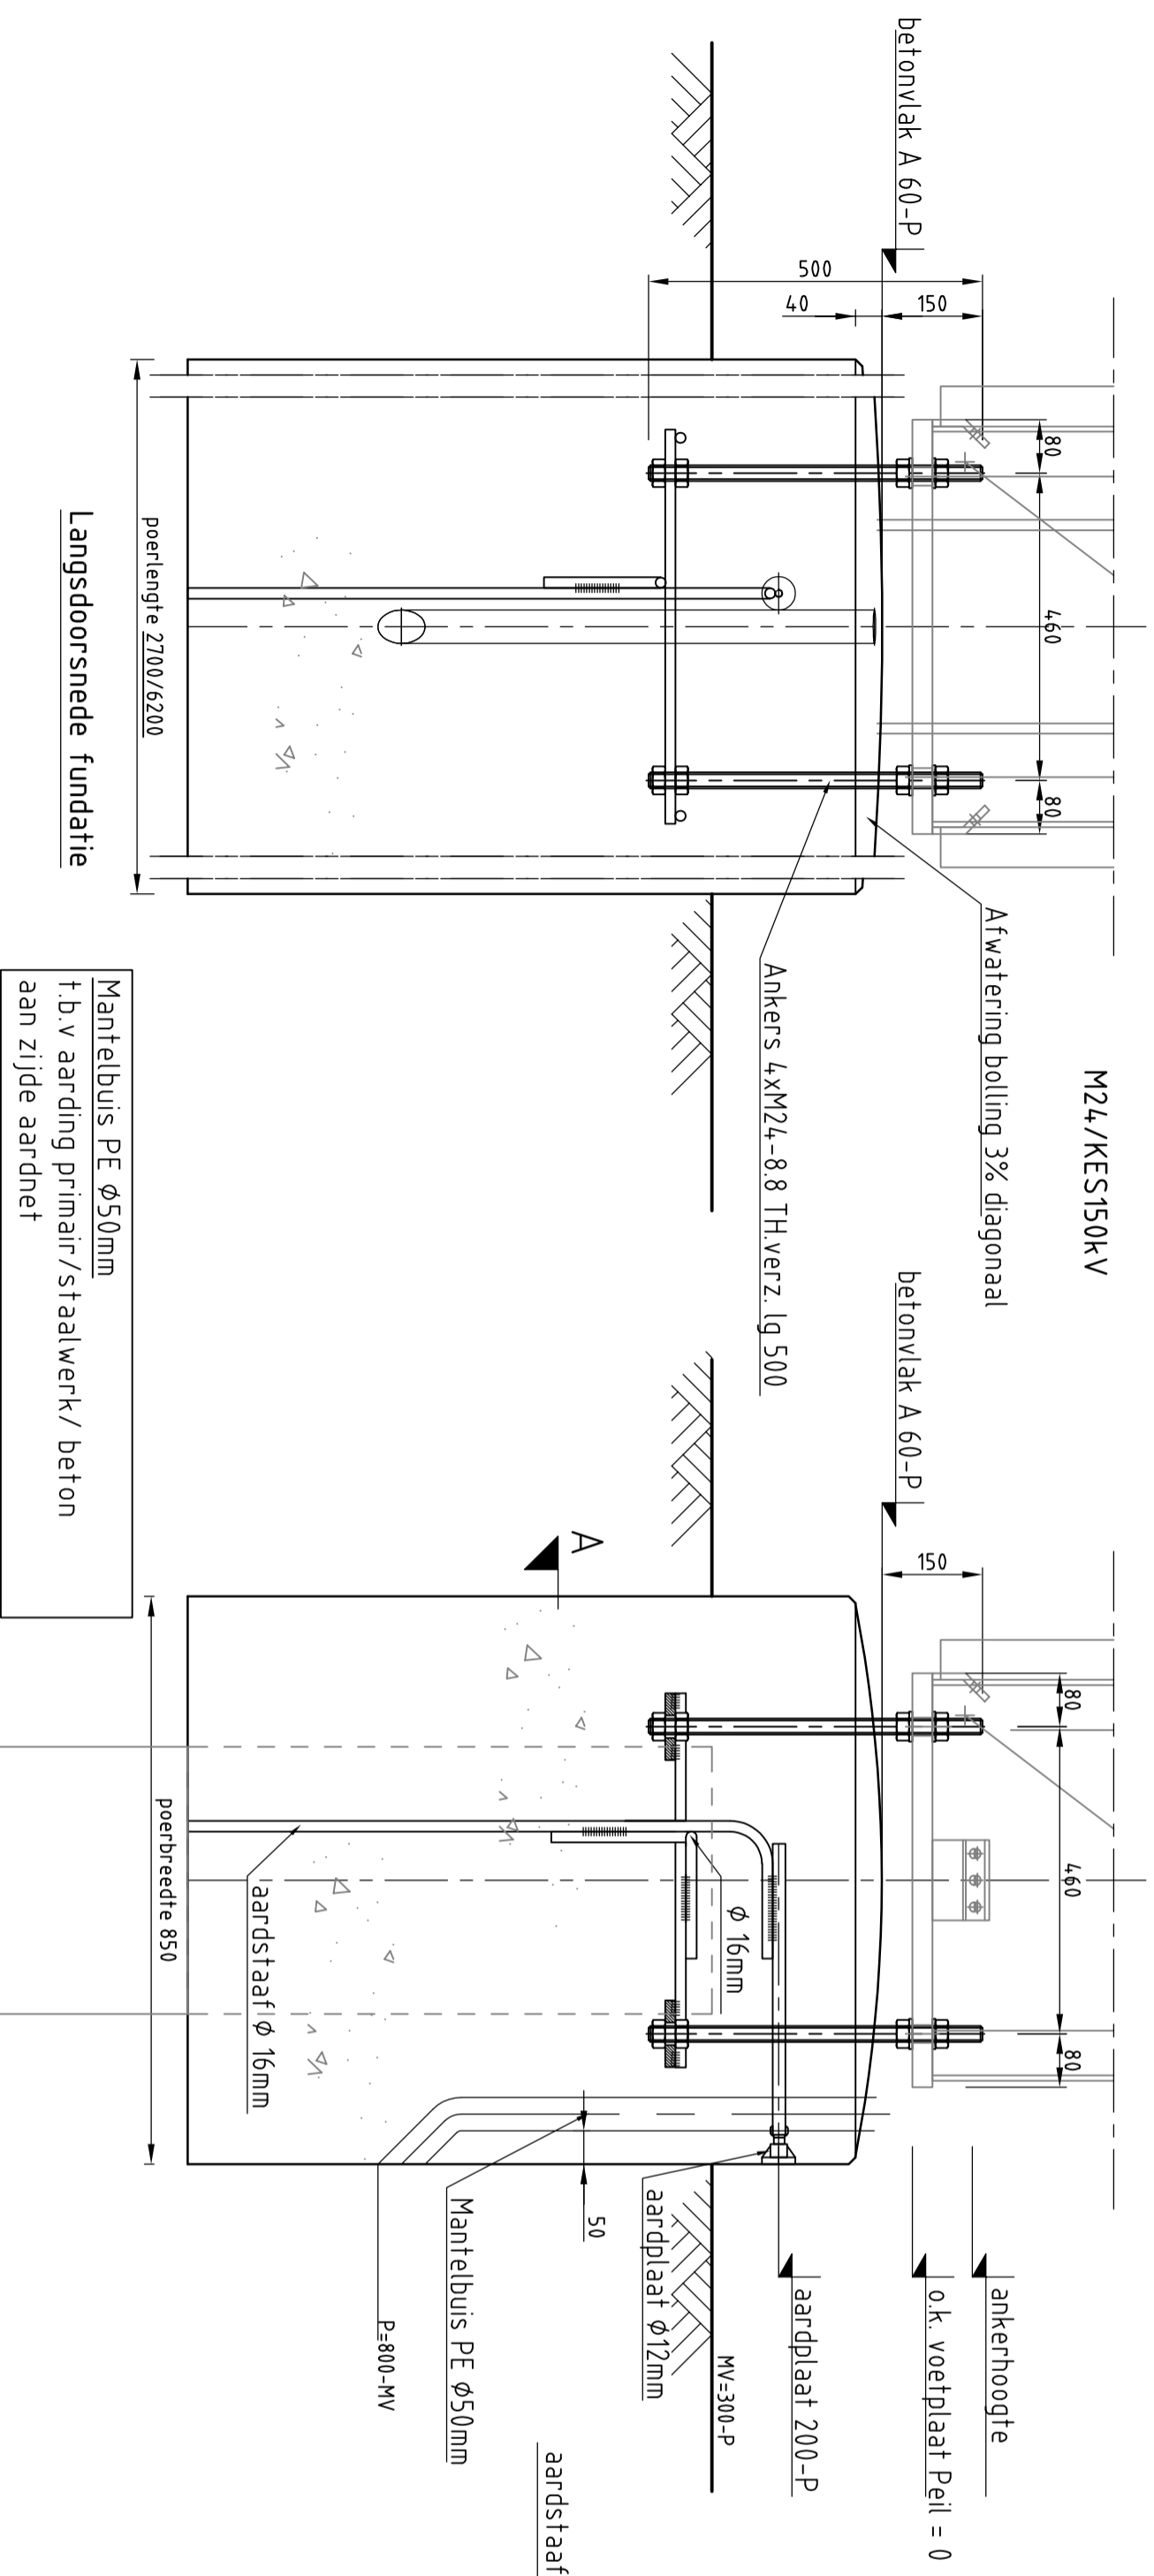 M24/KES150kV
betonvlak A 60-P
500
40
150
80
460
80
Afwatering bolling 3% diagonaal
Ankers 4xM24-8.8 TH.verz. lg 500
poerlengte 2700/6200
Langsdoorsnede fundatie
Mantelbuis PE ϕ50mm
t.b.v aarding primair/staalwerk/ beton
aan zijde aardnet
betonvlak A 60-P
150
80
460
80
ankerhoogte
o.k. voetplaat Peil = 0
aardplaat 200-P
MV=300-P
aardplaat ϕ12mm
50
Mantelbuis PE ϕ50mm
P=800-MV
A
ϕ 16mm
aardstaaf ϕ 16mm
poerbreedte 850
aardstaaf